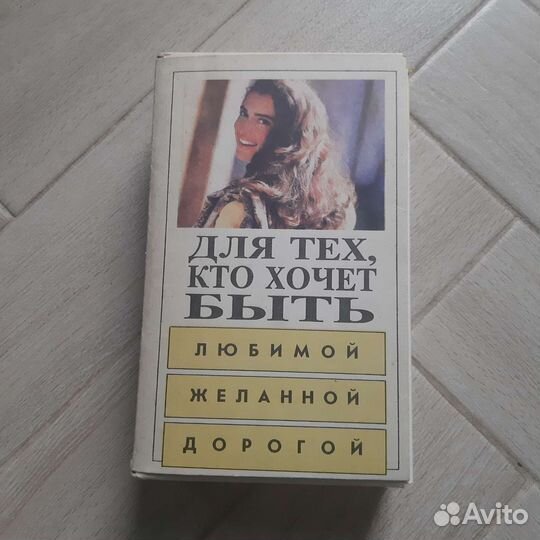 ДЛЯ ТЕХ,
КТО ХОЧЕТ
БЫТЬ
ЛЮБИМОЙ
ЖЕЛАННОЙ
ДОРОГОЙ
Avito